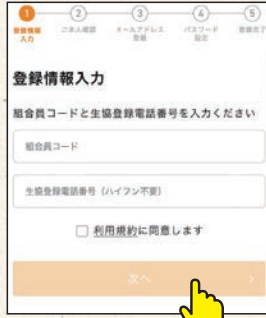 1 2 3 4 5
登録情報入力 ご本人確認 メールアドレス登録 パスワード設定 登録完了
登録情報入力
組合員コードと生協登録電話番号を入力ください
組合員コード
生協登録電話番号（ハイフン不要）
利用規約に同意します
次へ